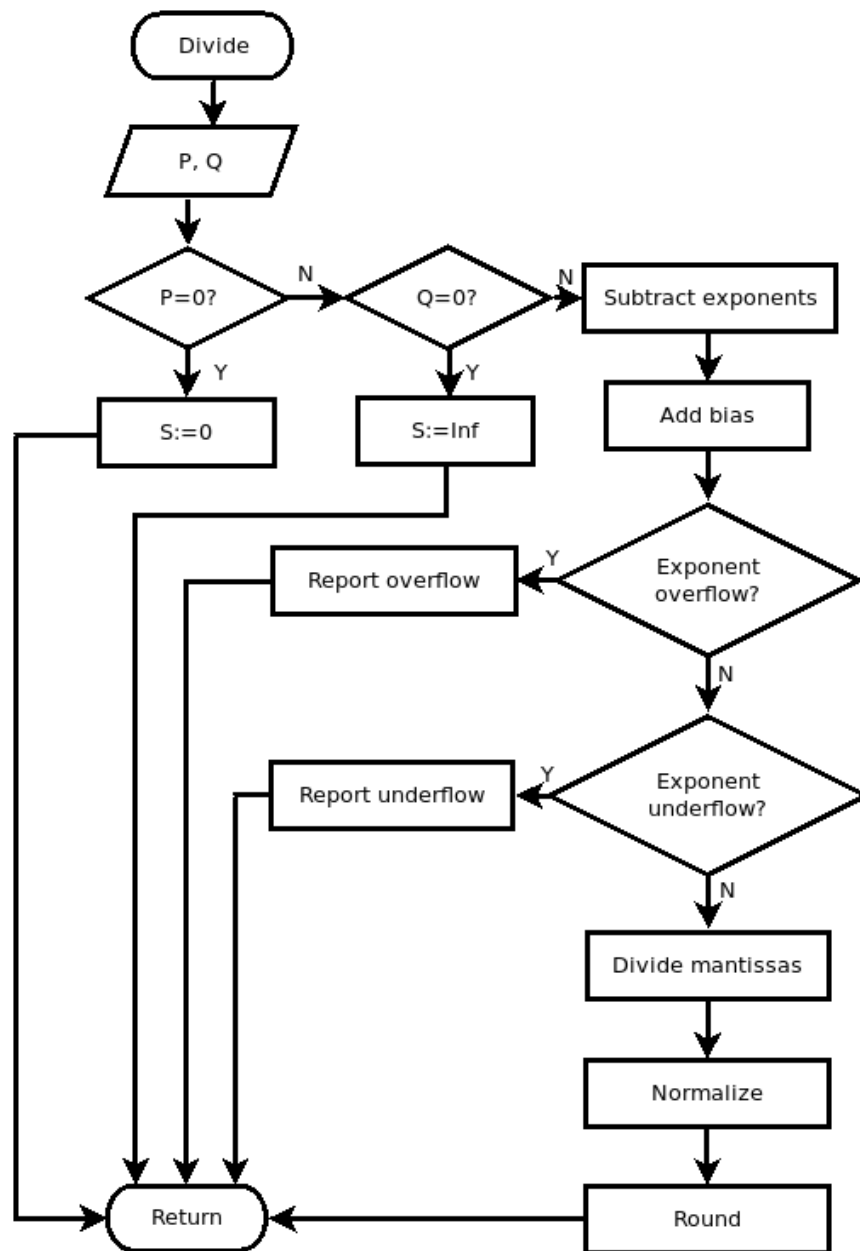 Divide
P, Q
P=0?
N
Q=0?
N
Subtract exponents
Y
Y
S:=0
S:=Inf
Add bias
Report overflow
Y
Exponent
overflow?
N
Report underflow
Y
Exponent
underflow?
N
Divide mantissas
Normalize
Return
Round